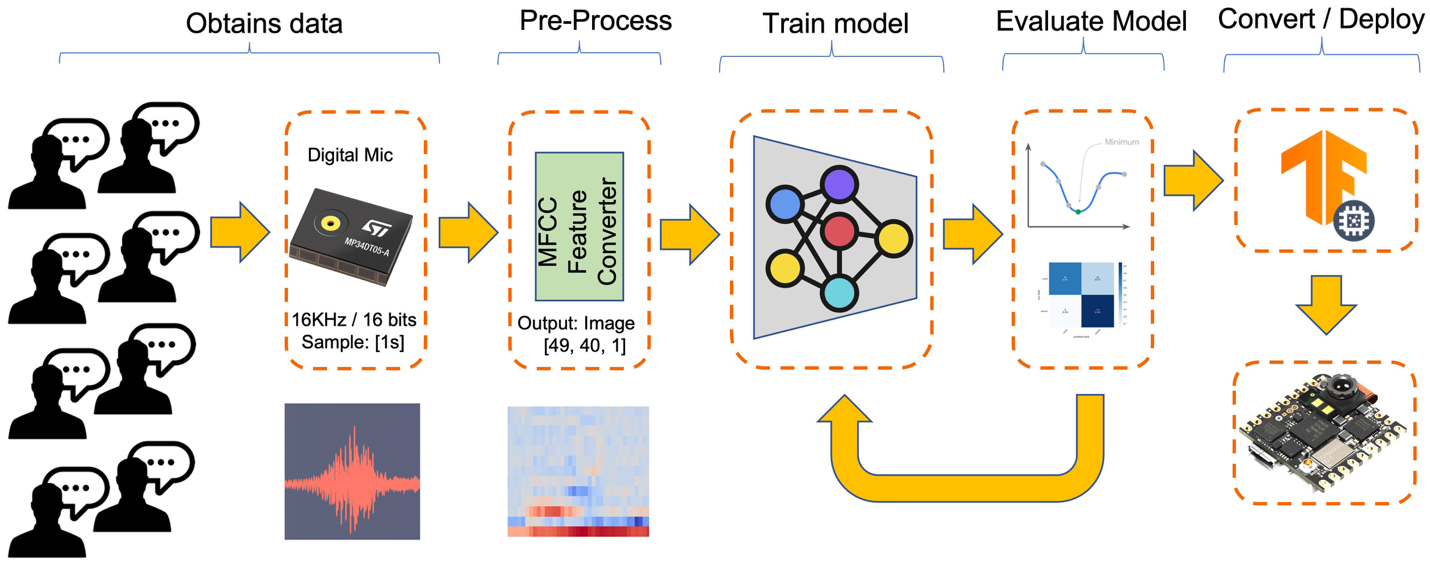 Obtains data
Pre-Process
Train model
Evaluate Model
Convert / Deploy
Digital Mic
ST
MP34DT05-A
16KHz / 16 bits
Sample: [1s]
MFCC
Feature
Converter
Output: Image
[49, 40, 1]
Minimum